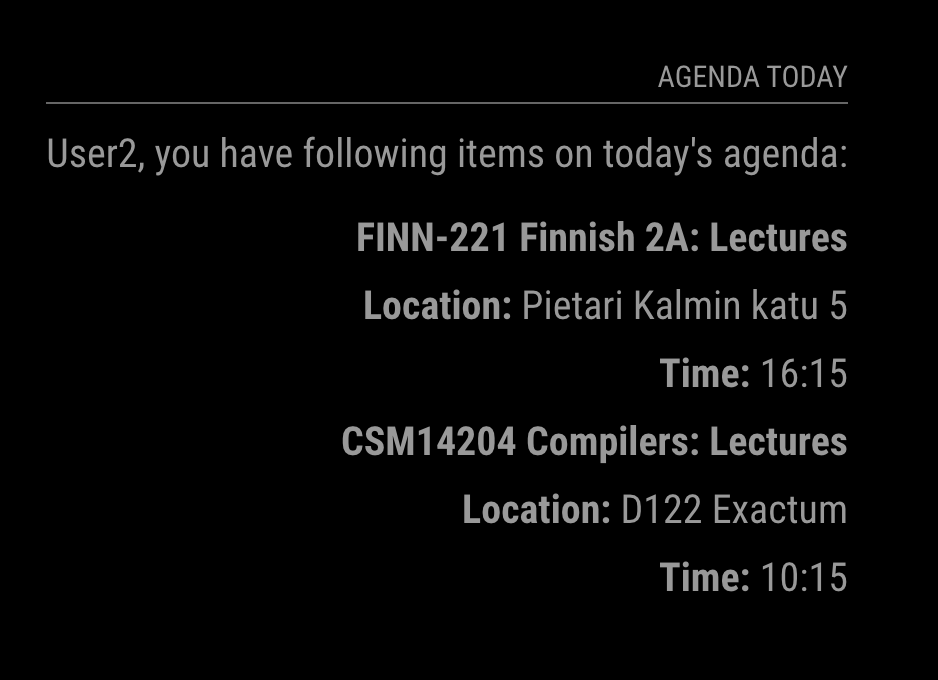 AGENDA TODAY
User2, you have following items on today's agenda:
FINN-221 Finnish 2A: Lectures
Location: Pietari Kalmin katu 5
Time: 16:15
CSM14204 Compilers: Lectures
Location: D122 Exactum
Time: 10:15